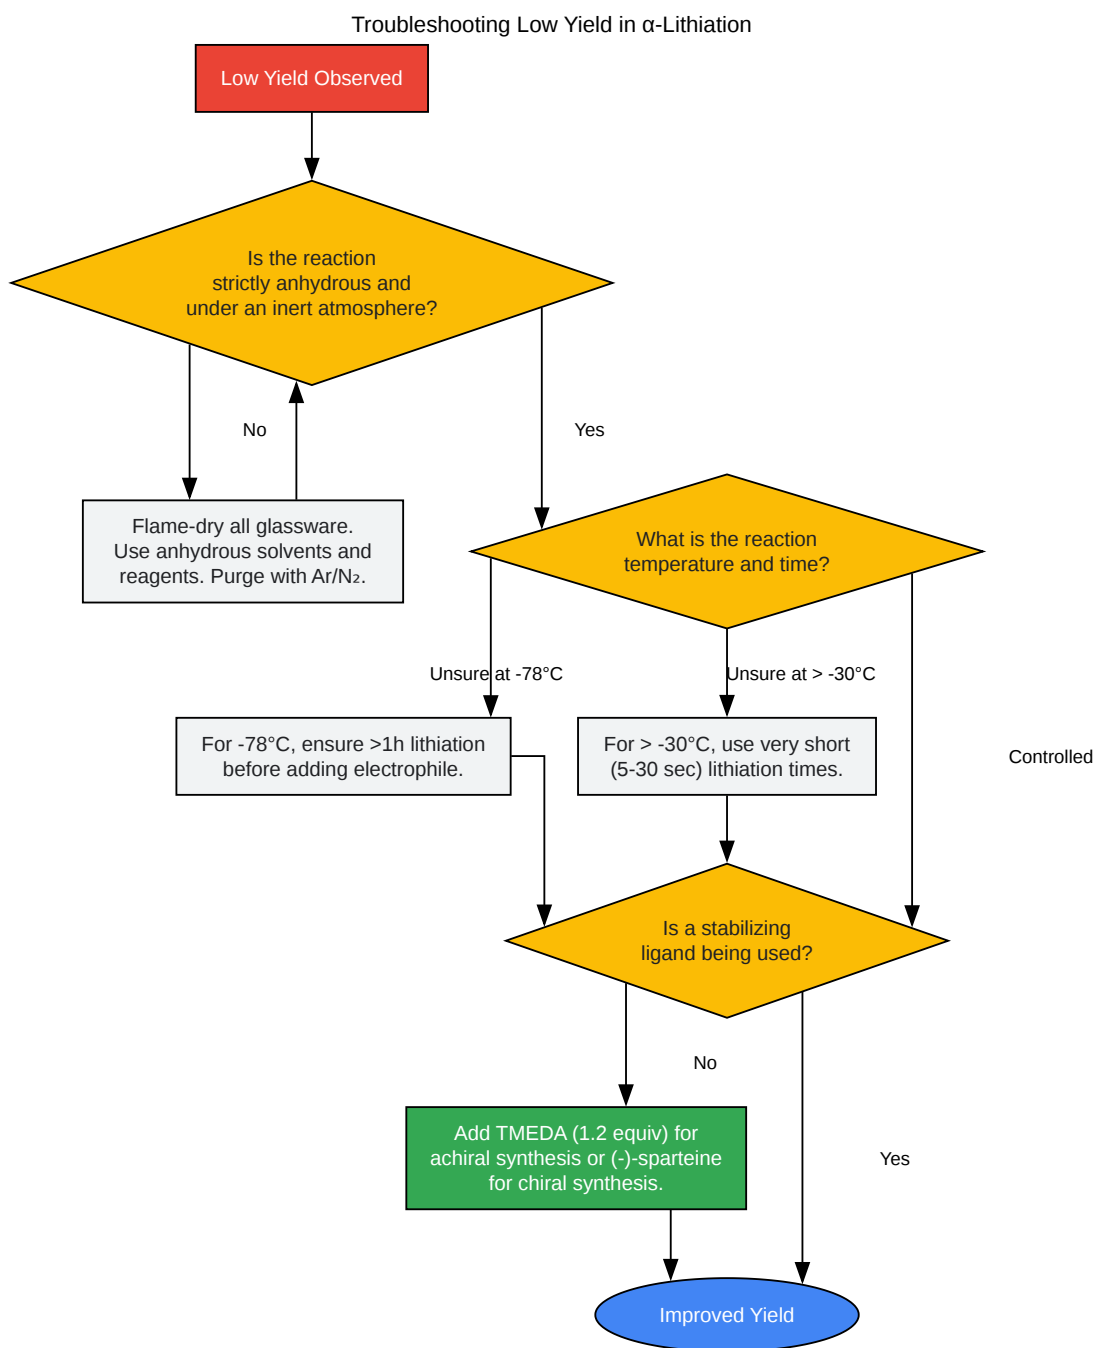 Troubleshooting Low Yield in α-Lithiation
Low Yield Observed
Is the reaction
strictly anhydrous and
under an inert atmosphere?
No
Yes
Flame-dry all glassware.
Use anhydrous solvents and
reagents. Purge with Ar/N₂.
What is the reaction
temperature and time?
Unsure at -78°C
Unsure at > -30°C
Controlled
For -78°C, ensure >1h lithiation
before adding electrophile.
For > -30°C, use very short
(5-30 sec) lithiation times.
Is a stabilizing
ligand being used?
No
Yes
Add TMEDA (1.2 equiv) for
achiral synthesis or (-)-sparteine
for chiral synthesis.
Improved Yield